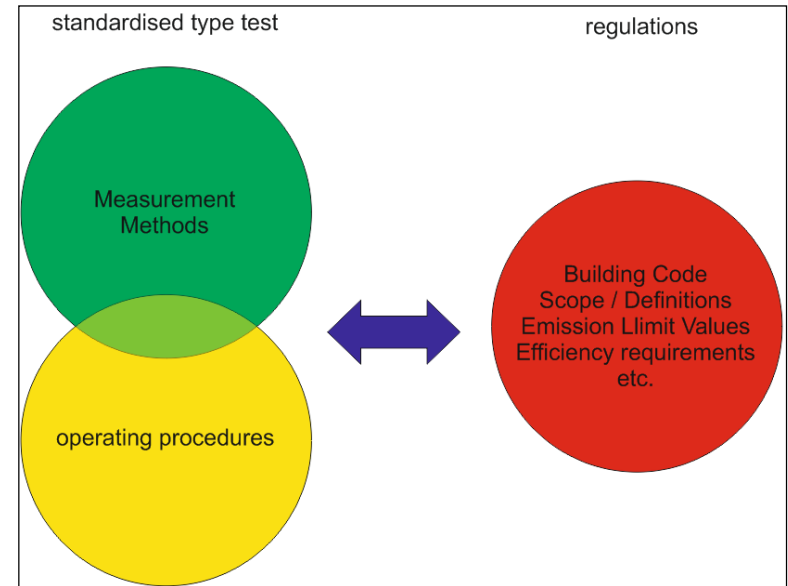 standardised type test
regulations
Measurement
Methods
operating procedures
Building Code
Scope / Definitions
Emission Llimit Values
Efficiency requirements
etc.